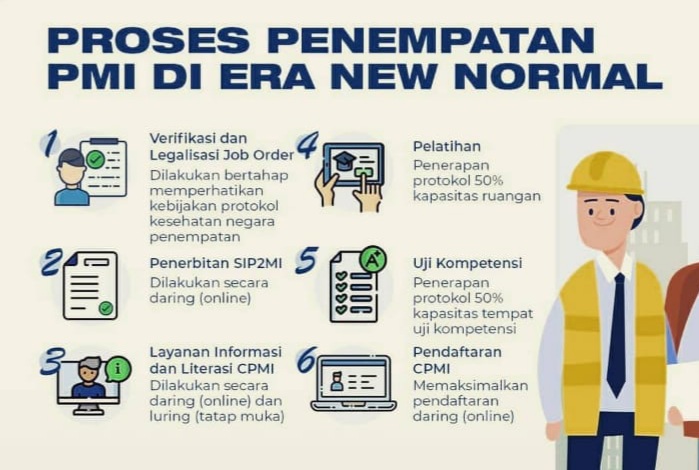 PROSES PENEMPATAN
PMI DI ERA NEW NORMAL
1
Verifikasi dan
Legalisasi Job Order
Dilakukan bertahap
memperhatikan
kebijakan protokol
kesehatan negara
penempatan
2
Penerbitan SIP2MI
Dilakukan secara
daring (online)
3
Layanan Informasi
dan Literasi CPMI
Dilakukan secara
daring (online) dan
luring (tatap muka)
4
Pelatihan
Penerapan
protokol 50%
kapasitas ruangan
5
A+
Uji Kompetensi
Penerapan
protokol 50%
kapasitas tempat
uji kompetensi
6
Pendaftaran
CPMI
Memaksimalkan
pendaftaran
daring (online)